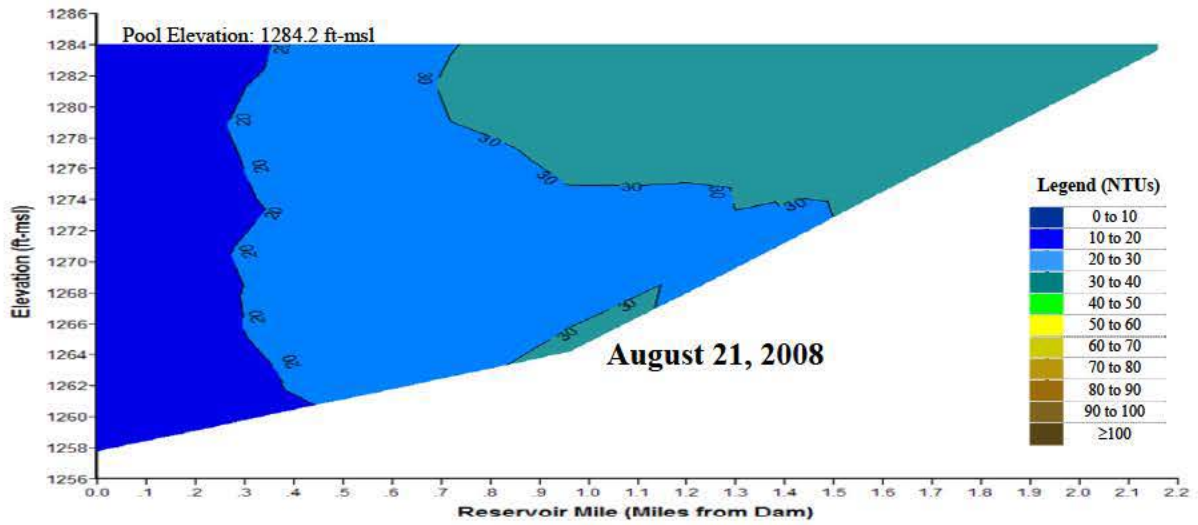 Pool Elevation: 1284.2 ft-msl
1286
1284
1282
1280
1278
1276
1274
1272
1270
1268
1266
1264
1262
1260
1258
1256
Elevation (ft-msl)
20
20
20
20
20
20
20
30
30
30
30
30
30
30
30
August 21, 2008
Legend (NTUs)
0 to 10
10 to 20
20 to 30
30 to 40
40 to 50
50 to 60
60 to 70
70 to 80
80 to 90
90 to 100
≥100
0.0 .1 .2 .3 .4 .5 .6 .7 .8 .9 1.0 1.1 1.2 1.3 1.4 1.5 1.6 1.7 1.8 1.9 2.0 2.1 2.2
Reservoir Mile (Miles from Dam)